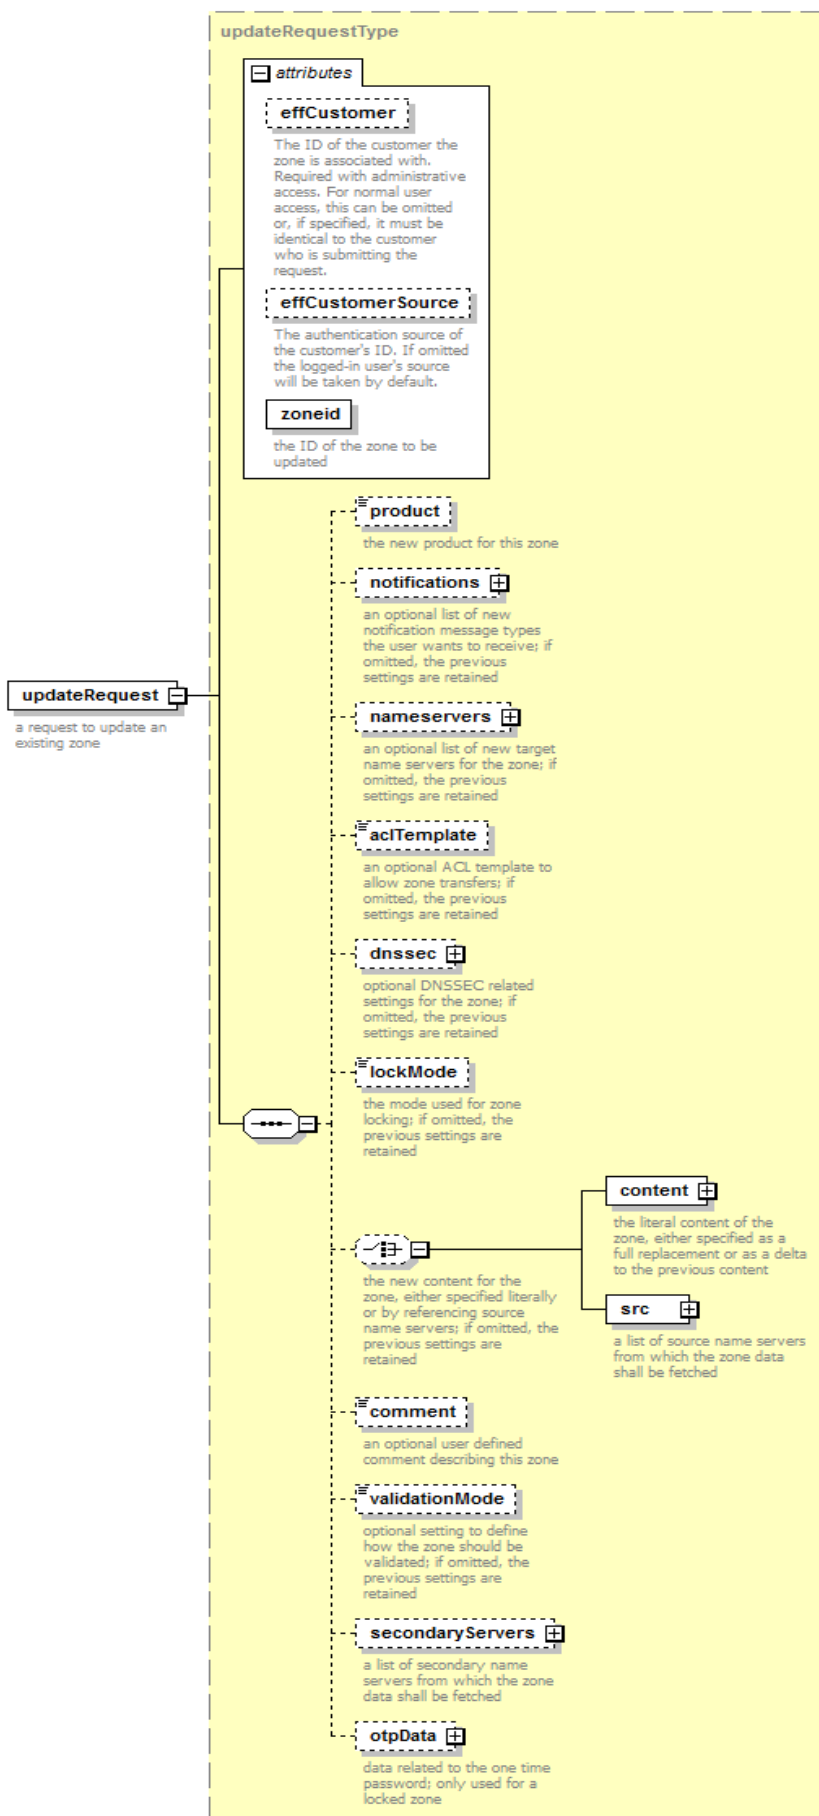 updateRequestType
attributes
effCustomer
The ID of the customer the
zone is associated with.
Required with administrative
access. For normal user
access, this can be omitted
or, if specified, it must be
identical to the customer
who is submitting the
request.
effCustomerSource
The authentication source of
the customer's ID. If omitted
the logged-in user's source
will be taken by default.
zoneid
the ID of the zone to be
updated
product
the new product for this zone
notifications
an optional list of new
notification message types
the user wants to receive; if
omitted, the previous
settings are retained
updateRequest
a request to update an
existing zone
nameservers
an optional list of new target
name servers for the zone; if
omitted, the previous
settings are retained
aclTemplate
an optional ACL template to
allow zone transfers; if
omitted, the previous
settings are retained
dnssec
optional DNSSEC related
settings for the zone; if
omitted, the previous
settings are retained
lockMode
the mode used for zone
locking; if omitted, the
previous settings are
retained
the new content for the
zone, either specified literally
or by referencing source
name servers; if omitted, the
previous settings are
retained
content
the literal content of the
zone, either specified as a
full replacement or as a delta
to the previous content
src
a list of source name servers
from which the zone data
shall be fetched
comment
an optional user defined
comment describing this zone
validationMode
optional setting to define
how the zone should be
validated; if omitted, the
previous settings are
retained
secondaryServers
a list of secondary name
servers from which the zone
data shall be fetched
otpData
data related to the one time
password; only used for a
locked zone